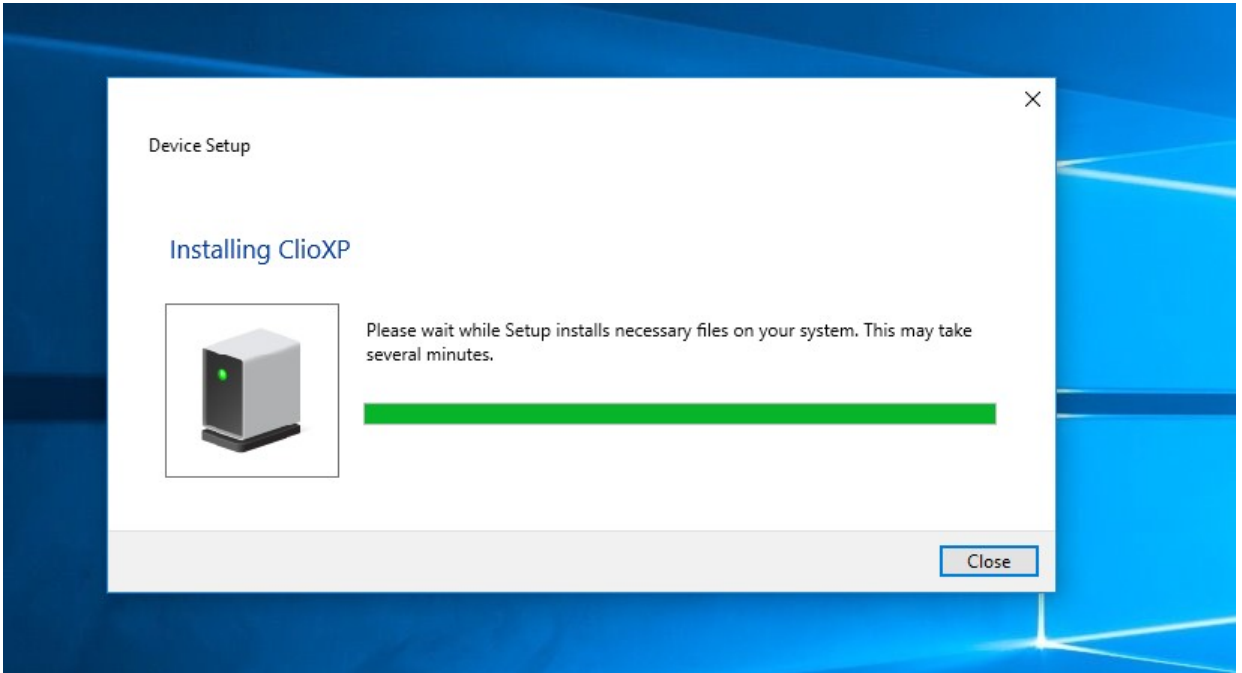 Device Setup
Installing ClioXP
Please wait while Setup installs necessary files on your system. This may take
several minutes.
Close